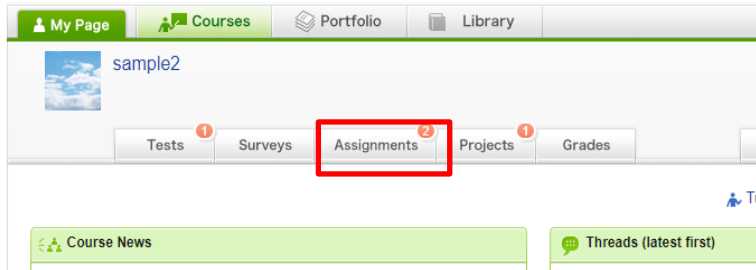 My Page Courses Portfolio Library
sample2
Tests 1 Surveys Assignments 2 Projects 1 Grades
Course News Threads (latest first)